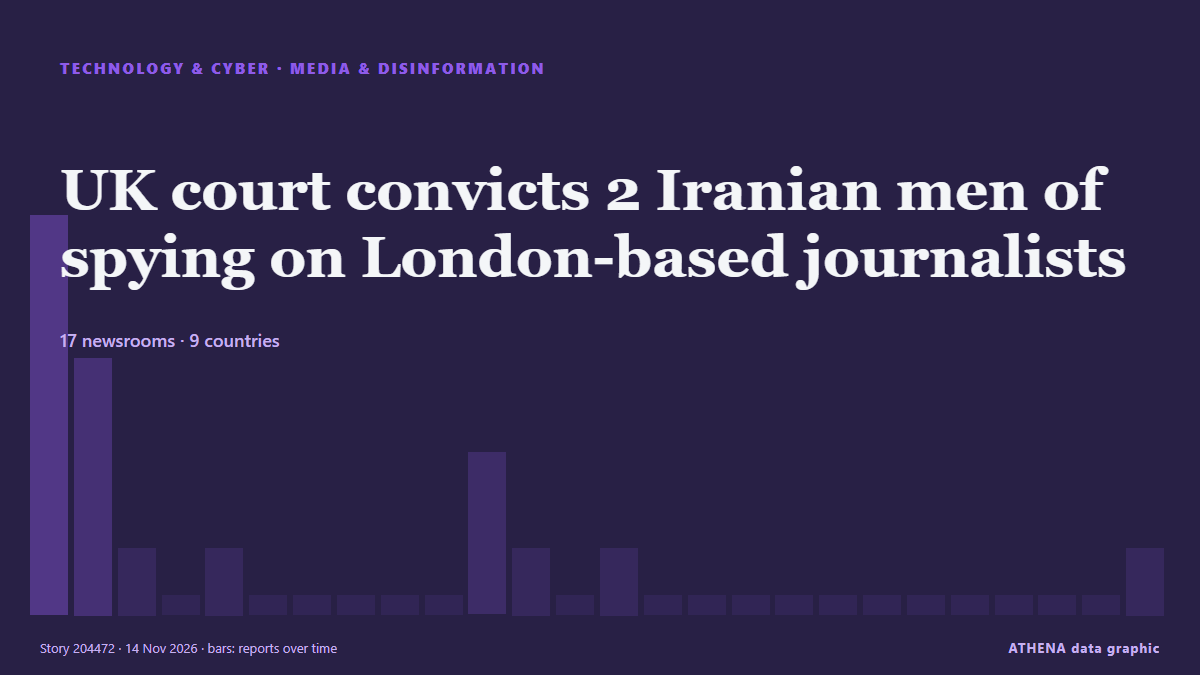 TECHNOLOGY & CYBER · MEDIA & DISINFORMATION
UK court convicts 2 Iranian men of
spying on London-based journalists
17 newsrooms · 9 countries
Story 204472 · 14 Nov 2026 · bars: reports over time
ATHENA data graphic